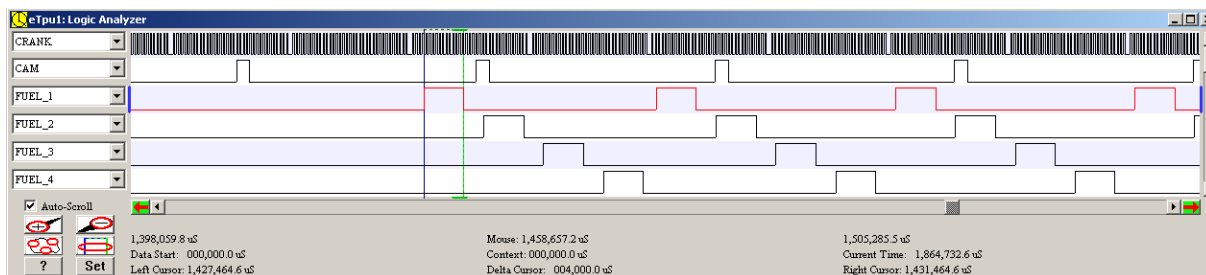 eTpu1: Logic Analyzer
CRANK
CAM
FUEL_1
FUEL_2
FUEL_3
FUEL_4
Auto-Scroll
1,398,059.8 uS Mouse: 1,458,657.2 uS 1,505,285.5 uS
Data Start: 000,000.0 uS Context: 000,000.0 uS Current Time: 1,864,732.6 uS
? Set Left Cursor: 1,427,464.6 uS Delta Cursor: 004,000.0 uS Right Cursor: 1,431,464.6 uS